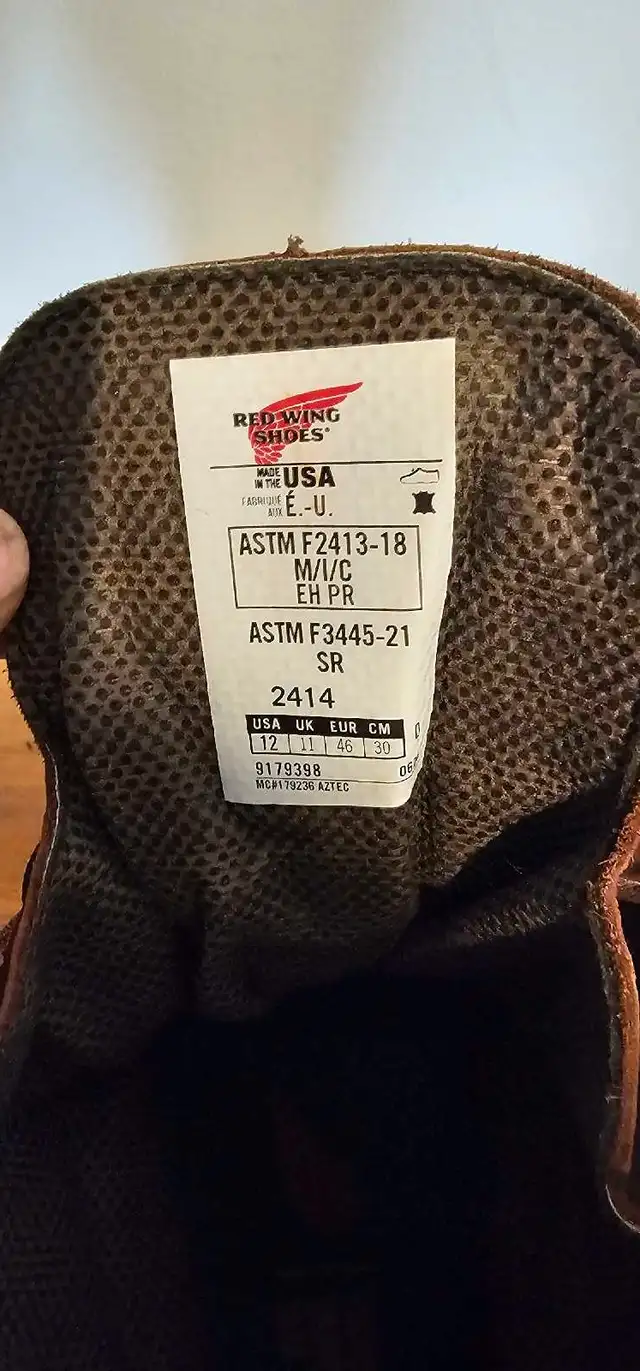 RED WING
SHOES®
MADE IN THE USA
FABRIQUÉ AUX É.-U.
ASTM F2413-18
M/I/C
EH PR
ASTM F3445-21
SR
2414
USA UK EUR CM
12 11 46 30
9179398
MC#179236 AZTEC